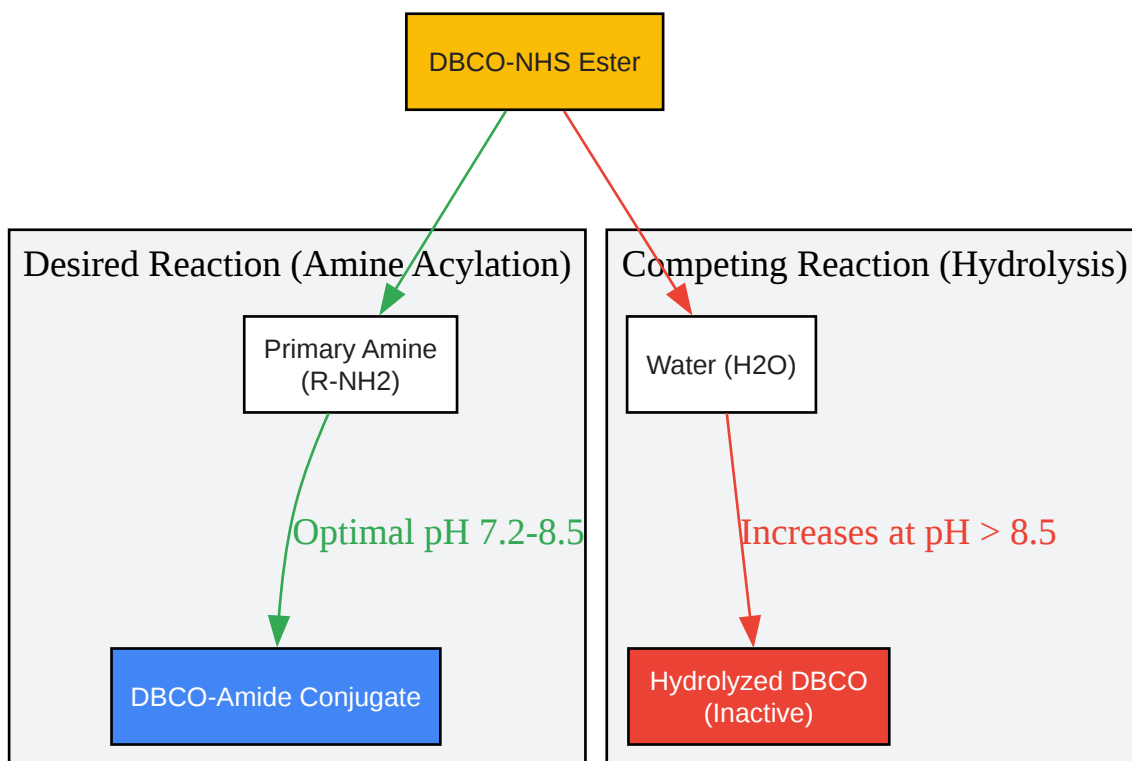 DBCO-NHS Ester
Desired Reaction (Amine Acylation)
Primary Amine
(R-NH2)
Optimal pH 7.2-8.5
DBCO-Amide Conjugate
Competing Reaction (Hydrolysis)
Water (H2O)
Increases at pH > 8.5
Hydrolyzed DBCO
(Inactive)